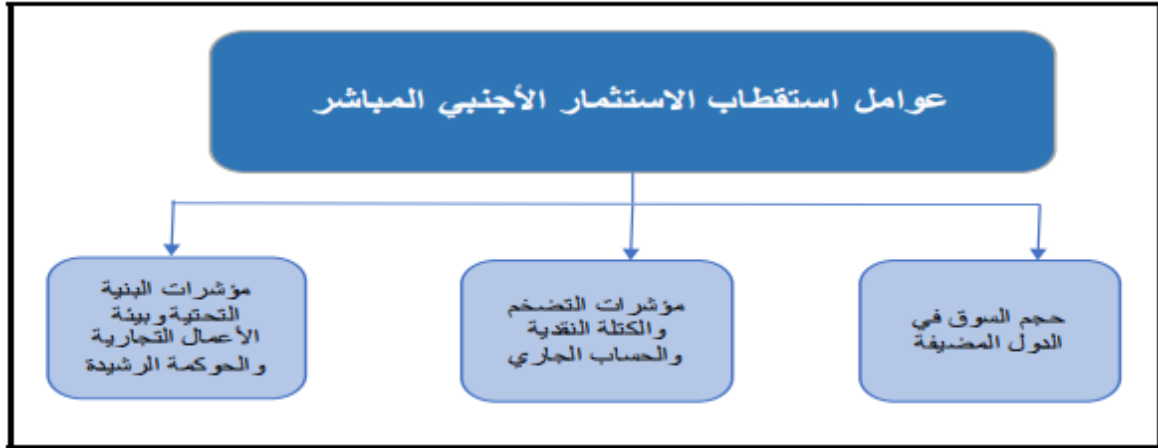 عوامل استقطاب الاستثمار الأجنبي المباشر
حجم السوق في
الدول المضيفة
مؤشرات التضخم
والكتلة النقدية
والحساب الجاري
مؤشرات البنية
التحتية وبيئة
الأعمال التجارية
والحوكمة الرشيدة